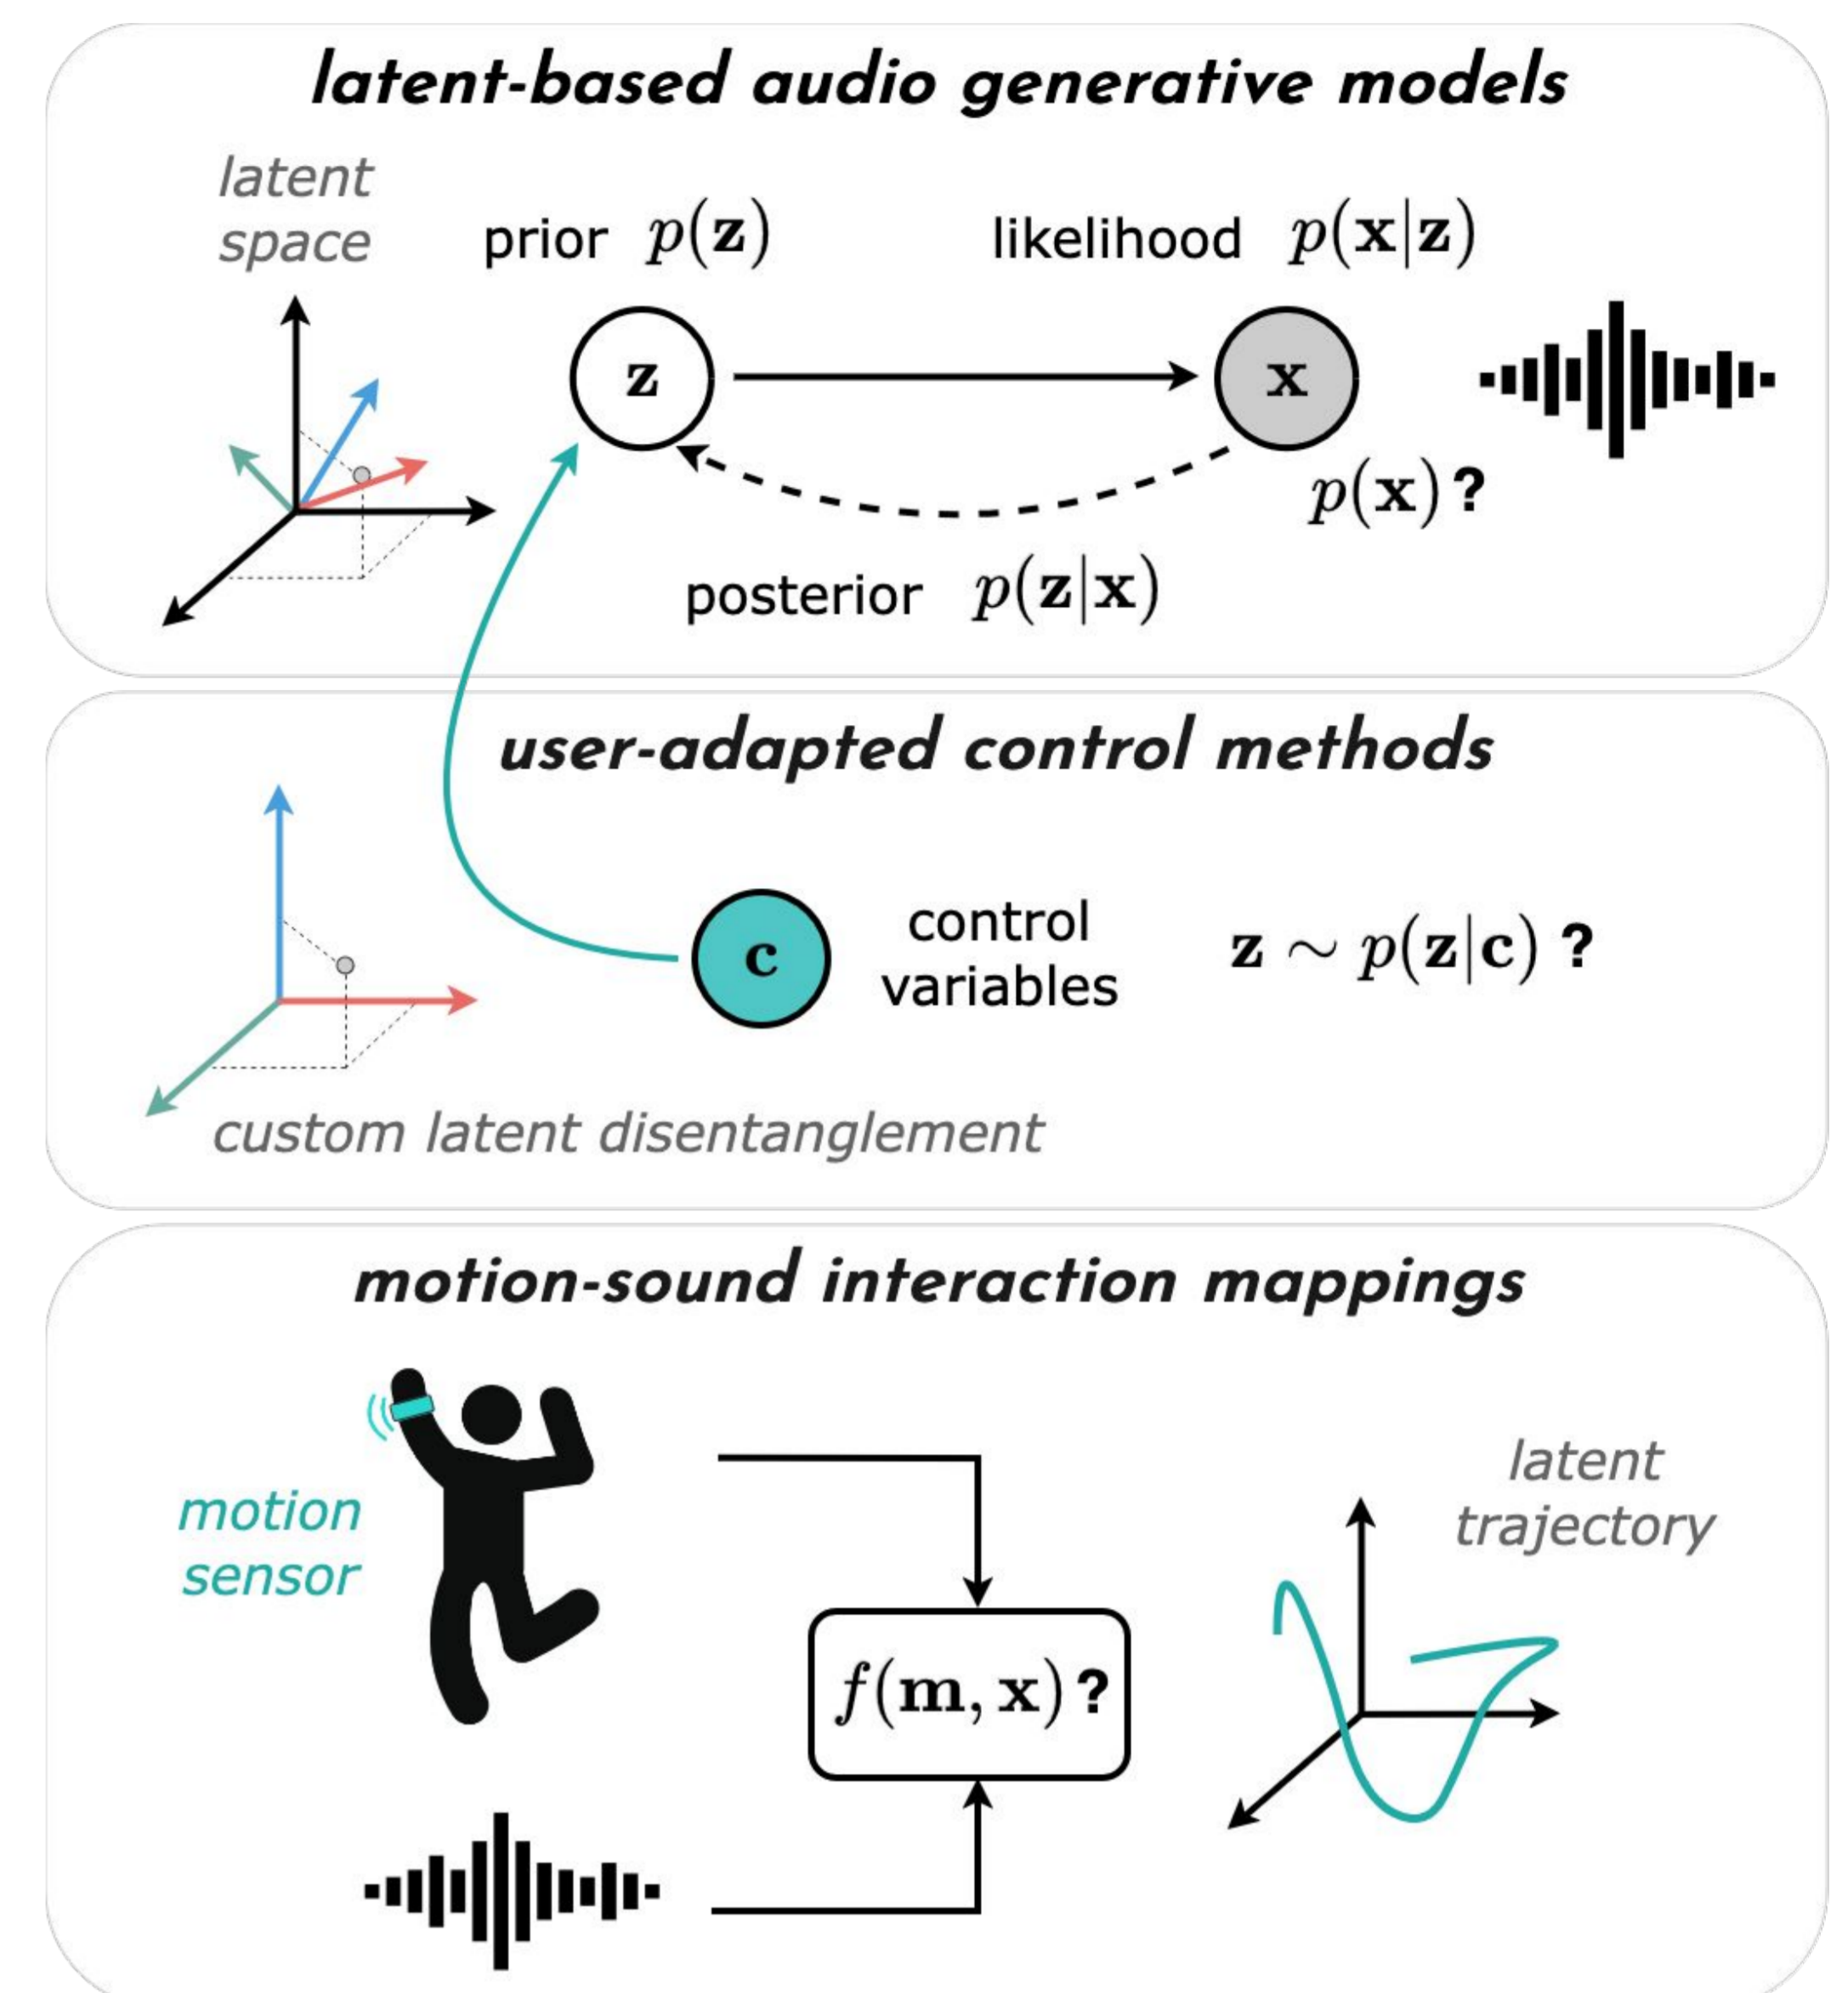 latent-based audio generative models
latent
space
prior p(z)
likelihood p(x|z)
z
x
p(x)?
posterior p(z|x)
user-adapted control methods
c
control
variables
z ~ p(z|c) ?
custom latent disentanglement
motion-sound interaction mappings
motion
sensor
f(m, x)?
latent
trajectory